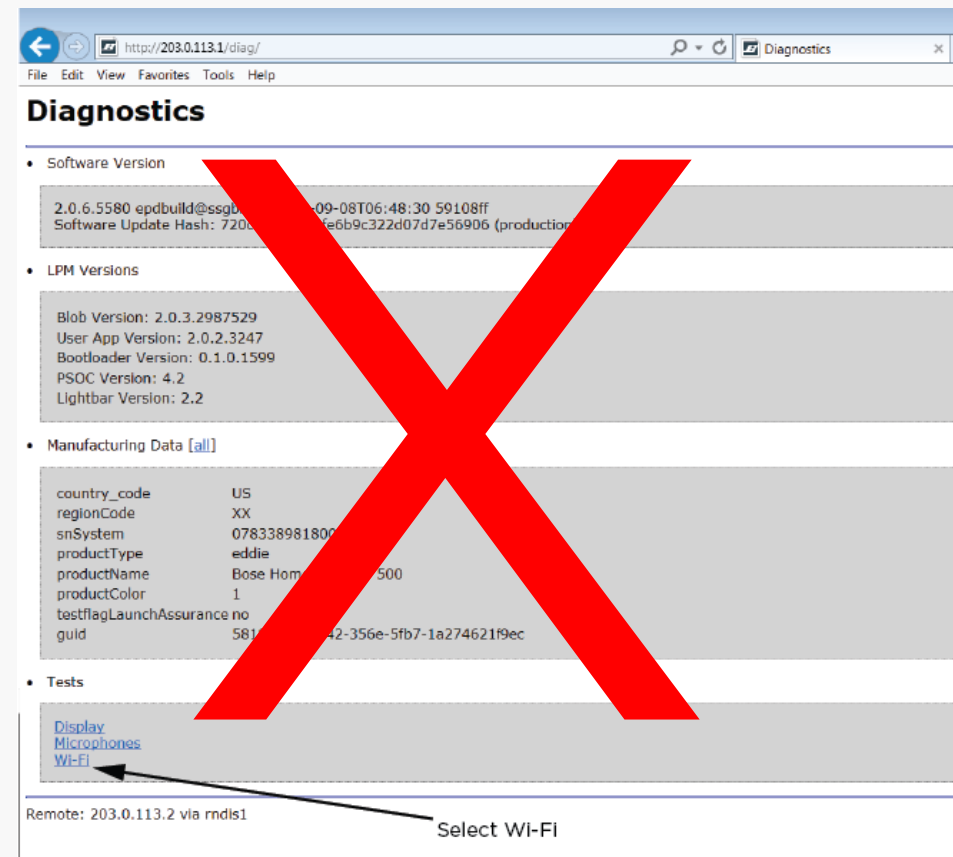 http://203.0.113.1/diag/
Diagnostics
File Edit View Favorites Tools Help
Diagnostics
• Software Version
2.0.6.5580 epdbuild@ssgb -09-08T06:48:30 59108ff
Software Update Hash: 720 fe6b9c322d07d7e56906 (production
• LPM Versions
Blob Version: 2.0.3.2987529
User App Version: 2.0.2.3247
Bootloader Version: 0.1.0.1599
PSOC Version: 4.2
Lightbar Version: 2.2
• Manufacturing Data [all]
country_code US
regionCode XX
snSystem 078338981800
productType eddie
productName Bose Hom 500
productColor 1
testflagLaunchAssurance no
guid 581 42-356e-5fb7-1a274621f9ec
• Tests
Display
Microphones
Wi-Fi
Remote: 203.0.113.2 via rndis1
Select Wi-Fi